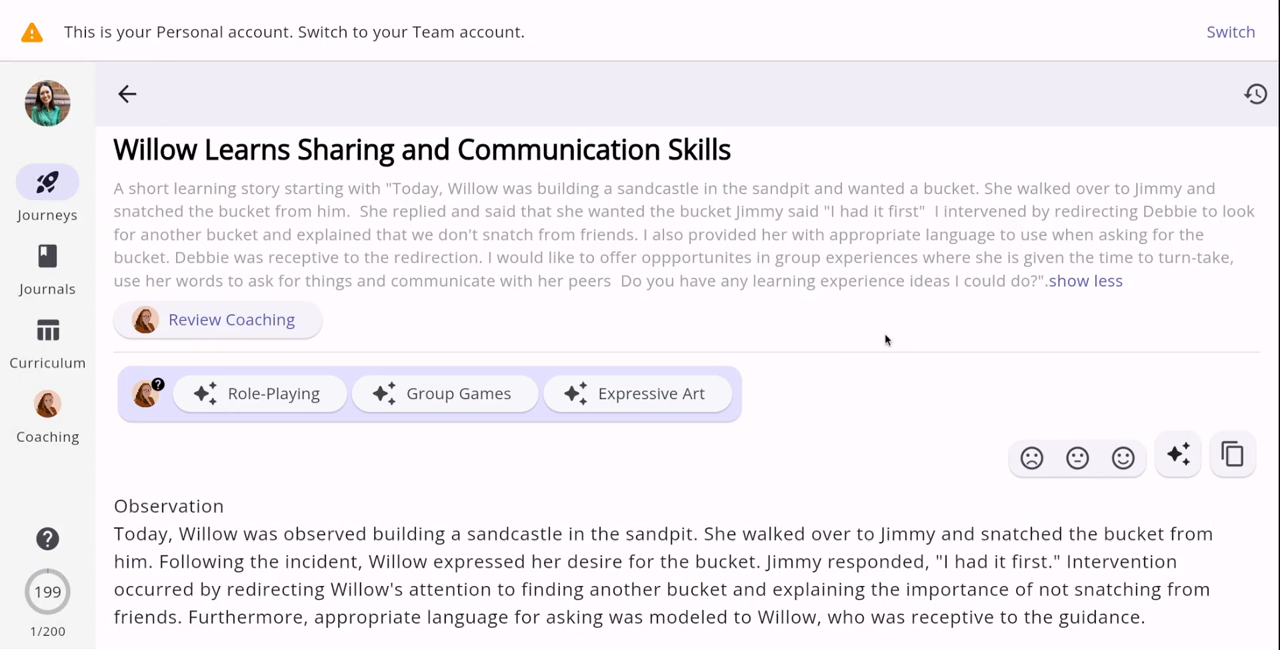 This is your Personal account. Switch to your Team account.
Switch
Journeys
Journals
Curriculum
Coaching
199
1/200
Willow Learns Sharing and Communication Skills
A short learning story starting with "Today, Willow was building a sandcastle in the sandpit and wanted a bucket. She walked over to Jimmy and
snatched the bucket from him.  She replied and said that she wanted the bucket Jimmy said "I had it first"  I intervened by redirecting Debbie to look
for another bucket and explained that we don't snatch from friends. I also provided her with appropriate language to use when asking for the
bucket. Debbie was receptive to the redirection. I would like to offer oppportunites in group experiences where she is given the time to turn-take,
use her words to ask for things and communicate with her peers  Do you have any learning experience ideas I could do?".show less
Review Coaching
? Role-Playing Group Games Expressive Art
Observation
Today, Willow was observed building a sandcastle in the sandpit. She walked over to Jimmy and snatched the bucket from
him. Following the incident, Willow expressed her desire for the bucket. Jimmy responded, "I had it first." Intervention
occurred by redirecting Willow's attention to finding another bucket and explaining the importance of not snatching from
friends. Furthermore, appropriate language for asking was modeled to Willow, who was receptive to the guidance.